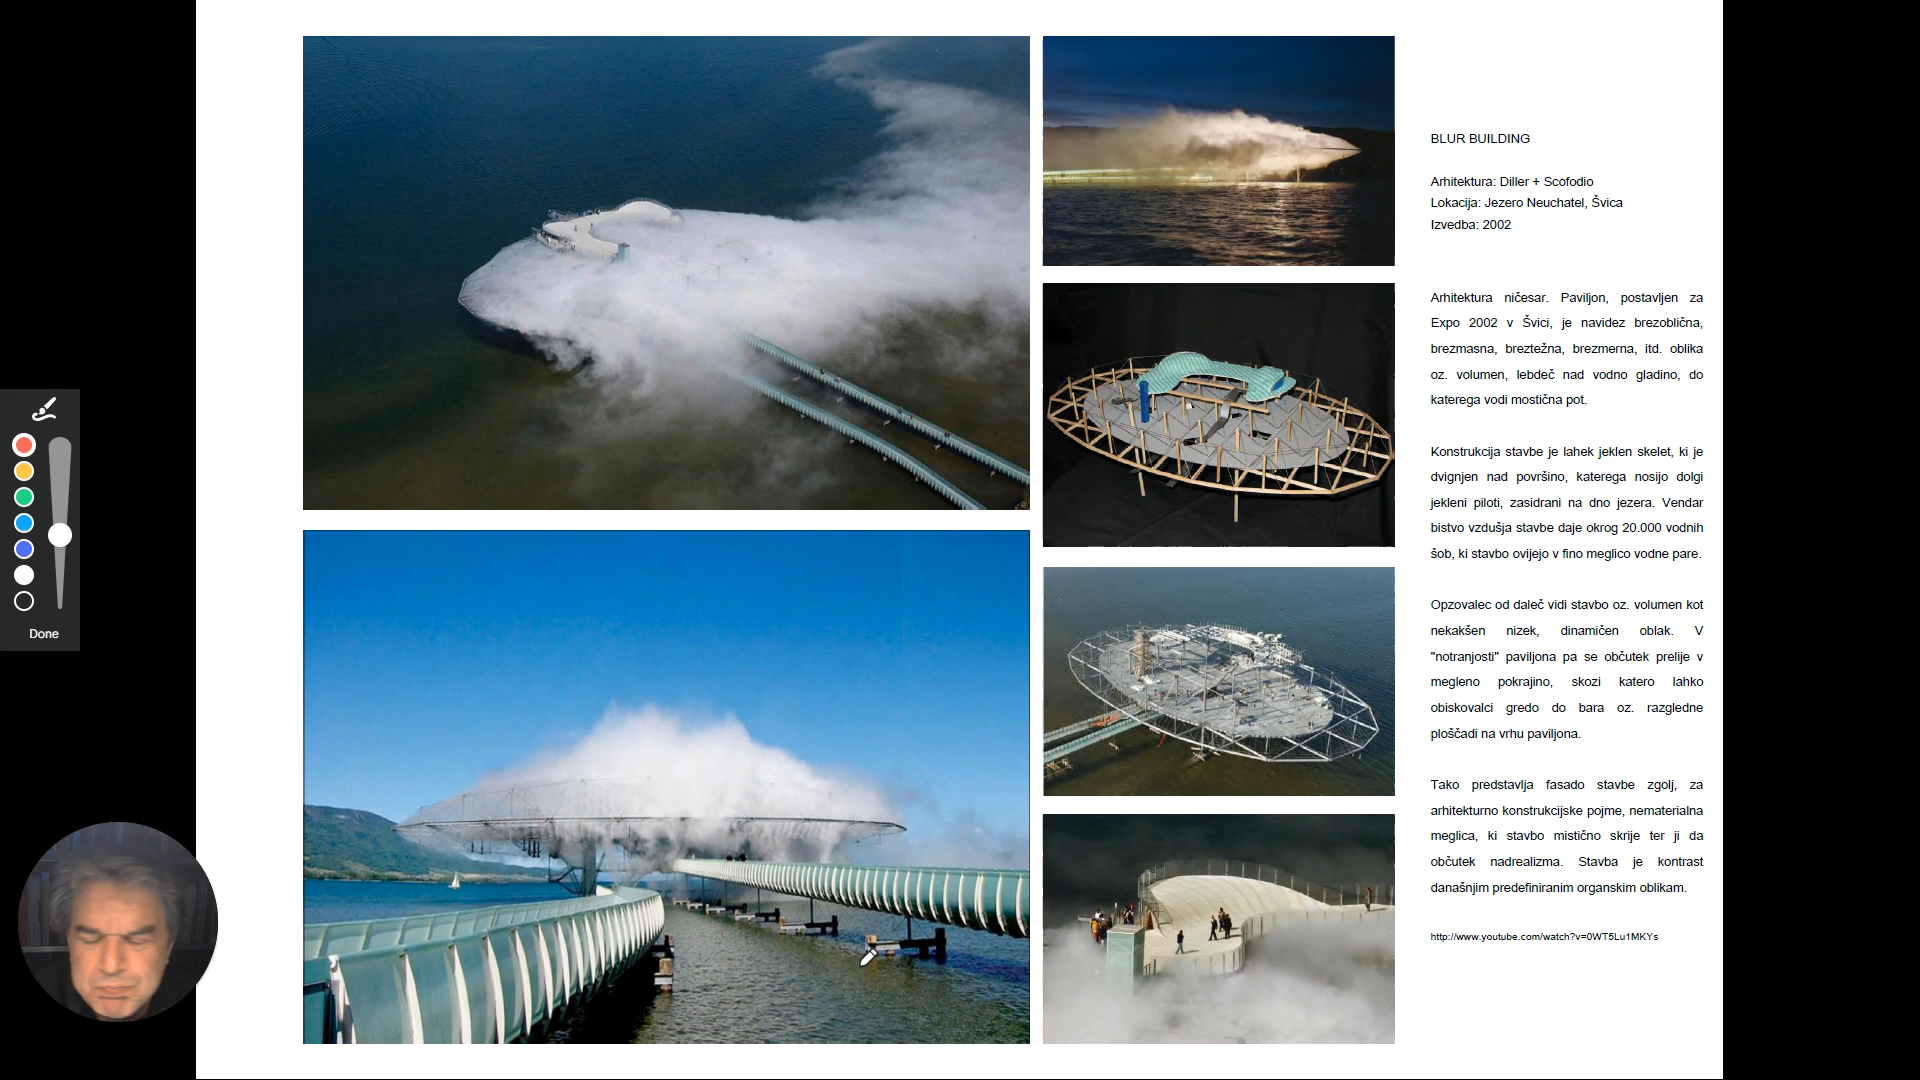 BLUR BUILDING
Arhitektura: Diller + Scofodio
Lokacija: Jezero Neuchatel, Švica
Izvedba: 2002
Arhitektura ničesar. Paviljon, postavljen za
Expo 2002 v Švici, je navidez brezoblična,
brezmasna, breztežna, brezmerna, itd. oblika
oz. volumen, lebdeč nad vodno gladino, do
katerega vodi mostična pot.
Konstrukcija stavbe je lahek jeklen skelet, ki je
dvignjen nad površino, katerega nosijo dolgi
jekleni piloti, zasidrani na dno jezera. Vendar
bistvo vzdušja stavbe daje okrog 20.000 vodnih
šob, ki stavbo ovijejo v fino meglico vodne pare.
Opzovalec od daleč vidi stavbo oz. volumen kot
nekakšen nizek, dinamičen oblak. V
"notranjosti" paviljona pa se občutek prelije v
megleno pokrajino, skozi katero lahko
obiskovalci gredo do bara oz. razgledne
ploščadi na vrhu paviljona.
Tako predstavlja fasado stavbe zgolj, za
arhitekturno konstrukcijske pojme, nematerialna
meglica, ki stavbo mistično skrije ter ji da
občutek nadrealizma. Stavba je kontrast
današnjim predefiniranim organskim oblikam.
http://www.youtube.com/watch?v=0WT5Lu1MKYs
Done